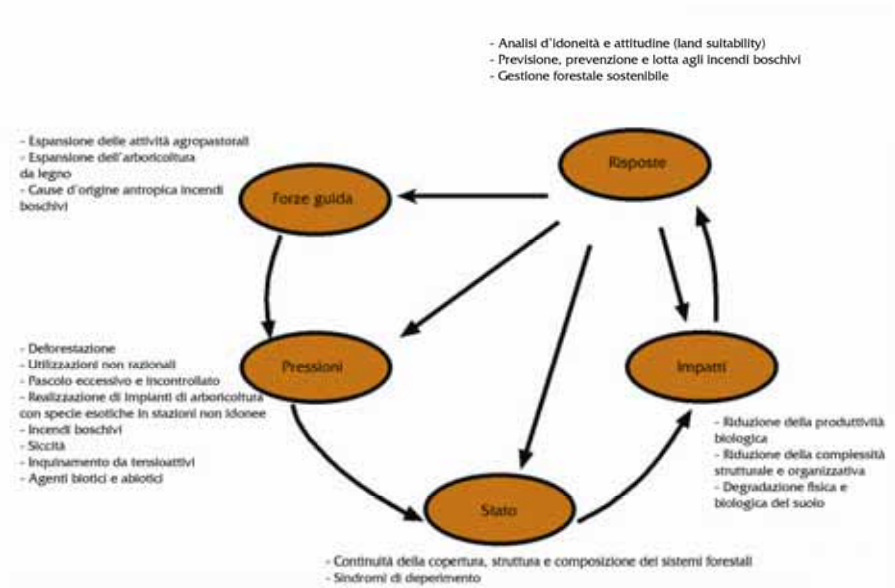 - Analisi d'idoneità e attitudine (land suitability)
- Previsione, prevenzione e lotta agli incendi boschivi
- Gestione forestale sostenibile
- Espansione delle attività agropastorali
- Espansione dell'arboricoltura
da legno
- Cause d'origine antropica incendi
boschivi
Forze guida
Risposte
- Deforestazione
- Utilizzazioni non razionali
- Pascolo eccessivo e incontrollato
- Realizzazione di impianti di arboricoltura
con specie esotiche in stazioni non idonee
- Incendi boschivi
- Siccità
- Inquinamento da tensioattivi
- Agenti biotici e abiotici
Pressioni
Impatti
- Riduzione della produttività
biologica
- Riduzione della complessità
strutturale e organizzativa
- Degradazione fisica e
biologica del suolo
Stato
- Continuità della copertura, struttura e composizione dei sistemi forestali
- Sindromi di deperimento